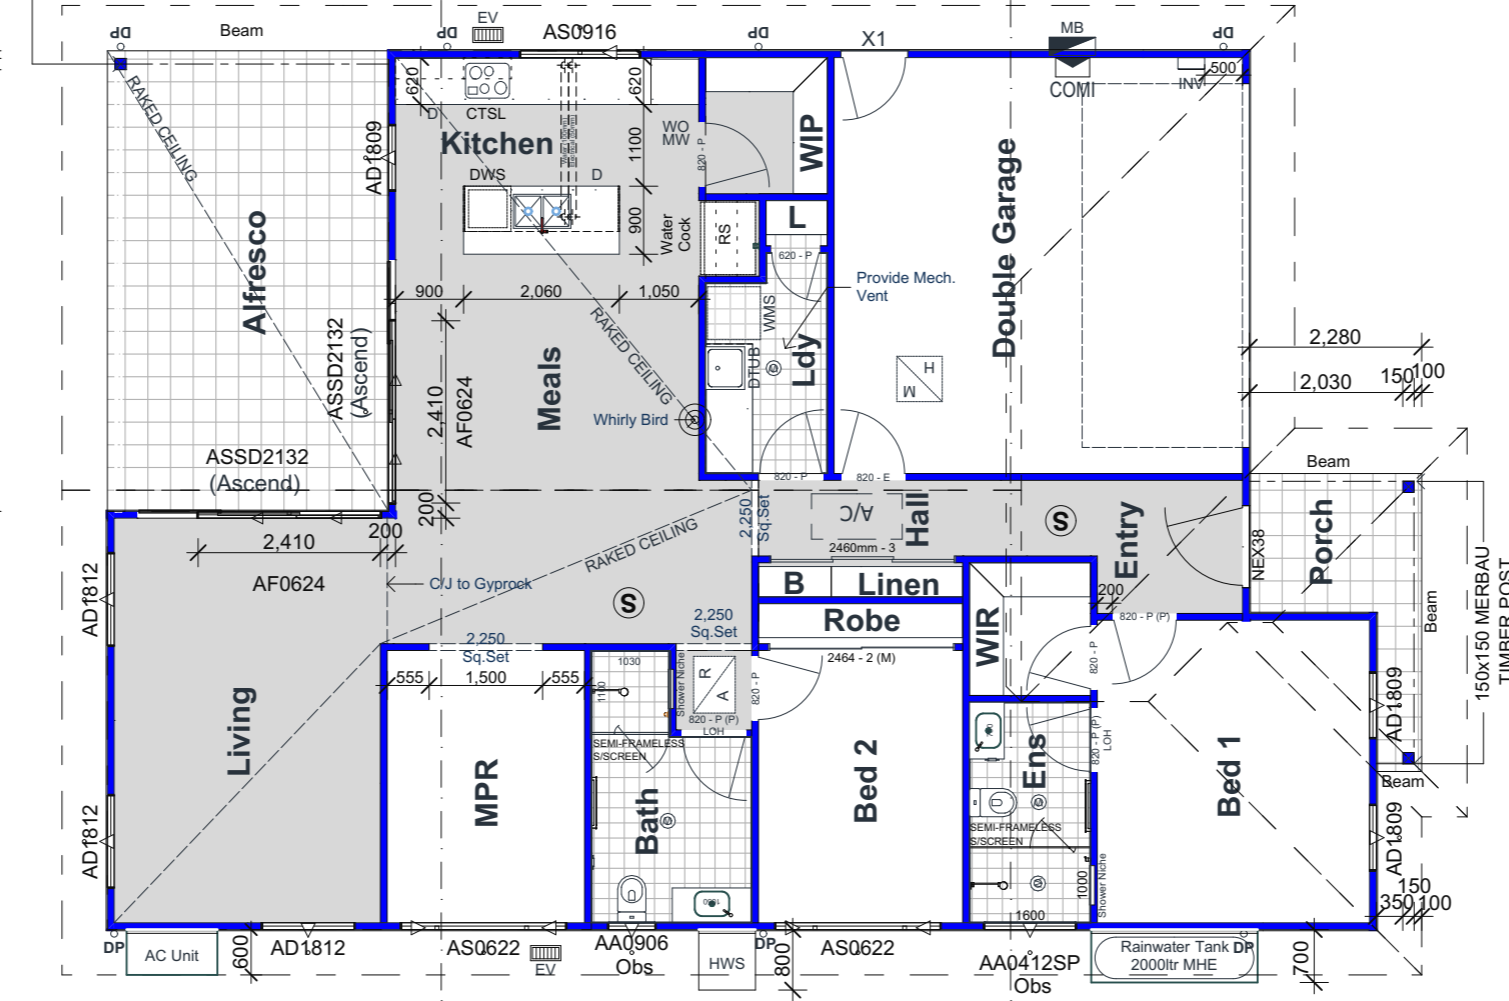 DP
Beam
DP
EV
AS0916
DP
X1
MB
DP
COMI
INV
500
RAKED CEILING
620
620
D
CTSL
Kitchen
WO
MW
1100
820 - P
WIP
AD1809
DWS
D
900
Water
Cock
RS
L
620 - P
Alfresco
Double Garage
Provide Mech.
Vent
900
2,060
1,050
WMS
RAKED CEILING
Ldy
DTUB
M
H
M
ASSD2132
(Ascend)
2,410
AF0624
Meals
Whirly Bird
2,280
2,030
150
100
ASSD2132
(Ascend)
200
820 - P
820 - E
Beam
2,250
Sq.Set
A/C
Hall
S
Entry
NEX38
Porch
2,410
200
RAKED CEILING
2460mm - 3
AF0624
C/J to Gyprock
B
Linen
200
AD1812
S
2,250
Sq.Set
Robe
WIR
820 - P (P)
Beam
150x150 MERBAU
TIMBER POST
2,250
Sq.Set
2464 - 2 (M)
820 - P
555
1,500
555
1030
1100
Shower Niche
R
A
820 - P
820 - P (P)
LOH
AD1809
SEMI-FRAMELESS
S/SCREEN
750
820 - P (P)
LOH
Living
MPR
Bath
M
Bed 2
Ens
M
Bed 1
Beam
AD1812
SEMI-FRAMELESS
S/SCREEN
AD1809
M
1000
Shower Niche
1600
150
350
100
DP
AC Unit
600
AD1812
AS0622
EV
AA0906
Obs
HWS
DP
800
AS0622
AA0412SP
Obs
Rainwater Tank
2000ltr MHE
DP
700